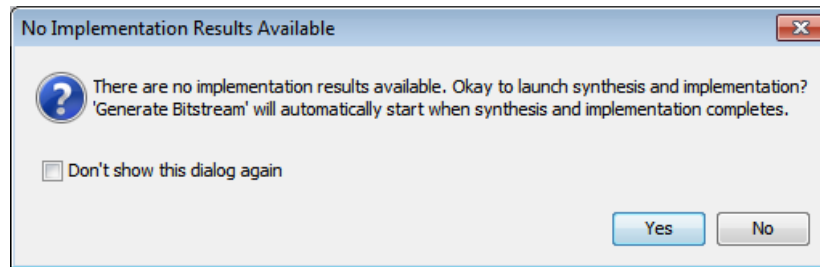 No Implementation Results Available
There are no implementation results available. Okay to launch synthesis and implementation?
'Generate Bitstream' will automatically start when synthesis and implementation completes.
Don't show this dialog again
Yes No